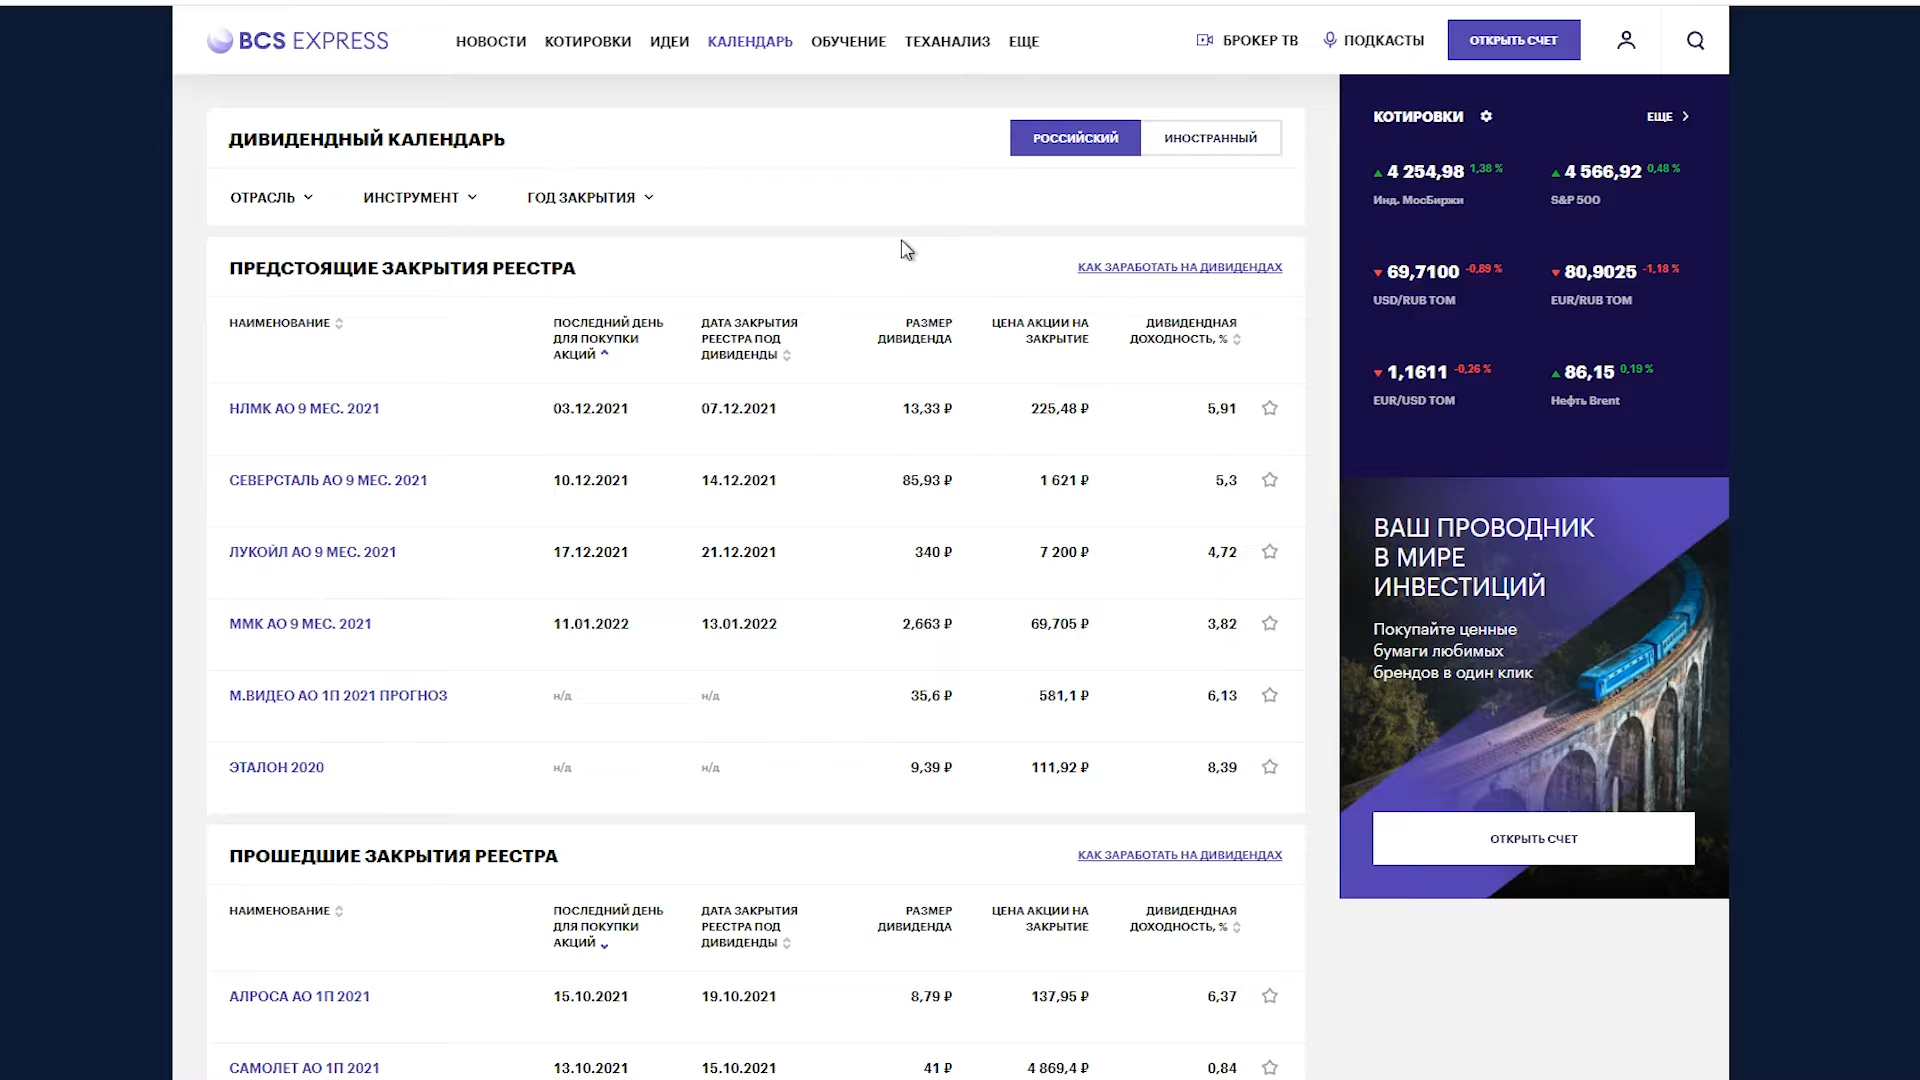 BCS EXPRESS
НОВОСТИ КОТИРОВКИ ИДЕИ КАЛЕНДАРЬ ОБУЧЕНИЕ ТЕХАНАЛИЗ ЕЩЕ
БРОКЕР ТВ ПОДКАСТЫ ОТКРЫТЬ СЧЕТ
ДИВИДЕНДНЫЙ КАЛЕНДАРЬ
РОССИЙСКИЙ ИНОСТРАННЫЙ
ОТРАСЛЬ ИНСТРУМЕНТ ГОД ЗАКРЫТИЯ
ПРЕДСТОЯЩИЕ ЗАКРЫТИЯ РЕЕСТРА
КАК ЗАРАБОТАТЬ НА ДИВИДЕНДАХ
НАИМЕНОВАНИЕ
ПОСЛЕДНИЙ ДЕНЬ
ДЛЯ ПОКУПКИ
АКЦИЙ
ДАТА ЗАКРЫТИЯ
РЕЕСТРА ПОД
ДИВИДЕНДЫ
РАЗМЕР
ДИВИДЕНДА
ЦЕНА АКЦИИ НА
ЗАКРЫТИЕ
ДИВИДЕНДНАЯ
ДОХОДНОСТЬ, %
НЛМК АО 9 МЕС. 2021 03.12.2021 07.12.2021 13,33 ₽ 225,48 ₽ 5,91
СЕВЕРСТАЛЬ АО 9 МЕС. 2021 10.12.2021 14.12.2021 85,93 ₽ 1 621 ₽ 5,3
ЛУКОЙЛ АО 9 МЕС. 2021 17.12.2021 21.12.2021 340 ₽ 7 200 ₽ 4,72
ММК АО 9 МЕС. 2021 11.01.2022 13.01.2022 2,663 ₽ 69,705 ₽ 3,82
М.ВИДЕО АО 1П 2021 ПРОГНОЗ н/д н/д 35,6 ₽ 581,1 ₽ 6,13
ЭТАЛОН 2020 н/д н/д 9,39 ₽ 111,92 ₽ 8,39
ПРОШЕДШИЕ ЗАКРЫТИЯ РЕЕСТРА
КАК ЗАРАБОТАТЬ НА ДИВИДЕНДАХ
НАИМЕНОВАНИЕ
ПОСЛЕДНИЙ ДЕНЬ
ДЛЯ ПОКУПКИ
АКЦИЙ
ДАТА ЗАКРЫТИЯ
РЕЕСТРА ПОД
ДИВИДЕНДЫ
РАЗМЕР
ДИВИДЕНДА
ЦЕНА АКЦИИ НА
ЗАКРЫТИЕ
ДИВИДЕНДНАЯ
ДОХОДНОСТЬ, %
АЛРОСА АО 1П 2021 15.10.2021 19.10.2021 8,79 ₽ 137,95 ₽ 6,37
САМОЛЕТ АО 1П 2021 13.10.2021 15.10.2021 41 ₽ 4 869,4 ₽ 0,84
КОТИРОВКИ ЕЩЕ
4 254,98 1,38 % 4 566,92 0,48 %
Инд. МосБиржи S&P 500
69,7100 -0,89 % 80,9025 -1,18 %
USD/RUB TOM EUR/RUB TOM
1,1611 -0,26 % 86,15 0,19 %
EUR/USD TOM Нефть Brent
ВАШ ПРОВОДНИК
В МИРЕ
ИНВЕСТИЦИЙ
Покупайте ценные
бумаги любимых
брендов в один клик
ОТКРЫТЬ СЧЕТ